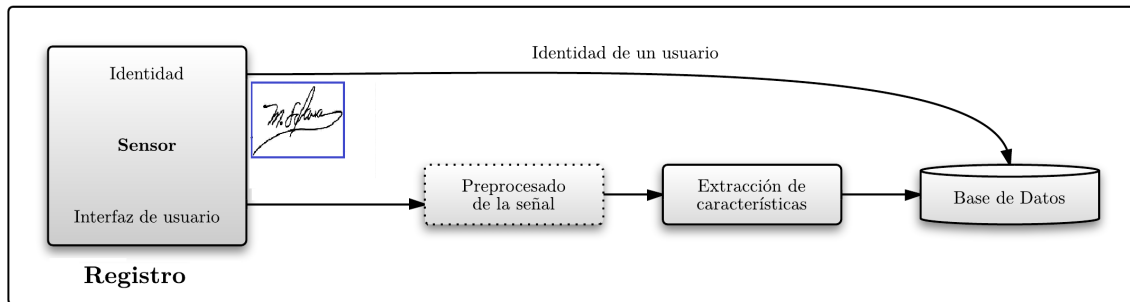 Identidad de un usuario
Identidad
Sensor
Interfaz de usuario
Preprocesado
de la señal
Extracción de
características
Base de Datos
Registro